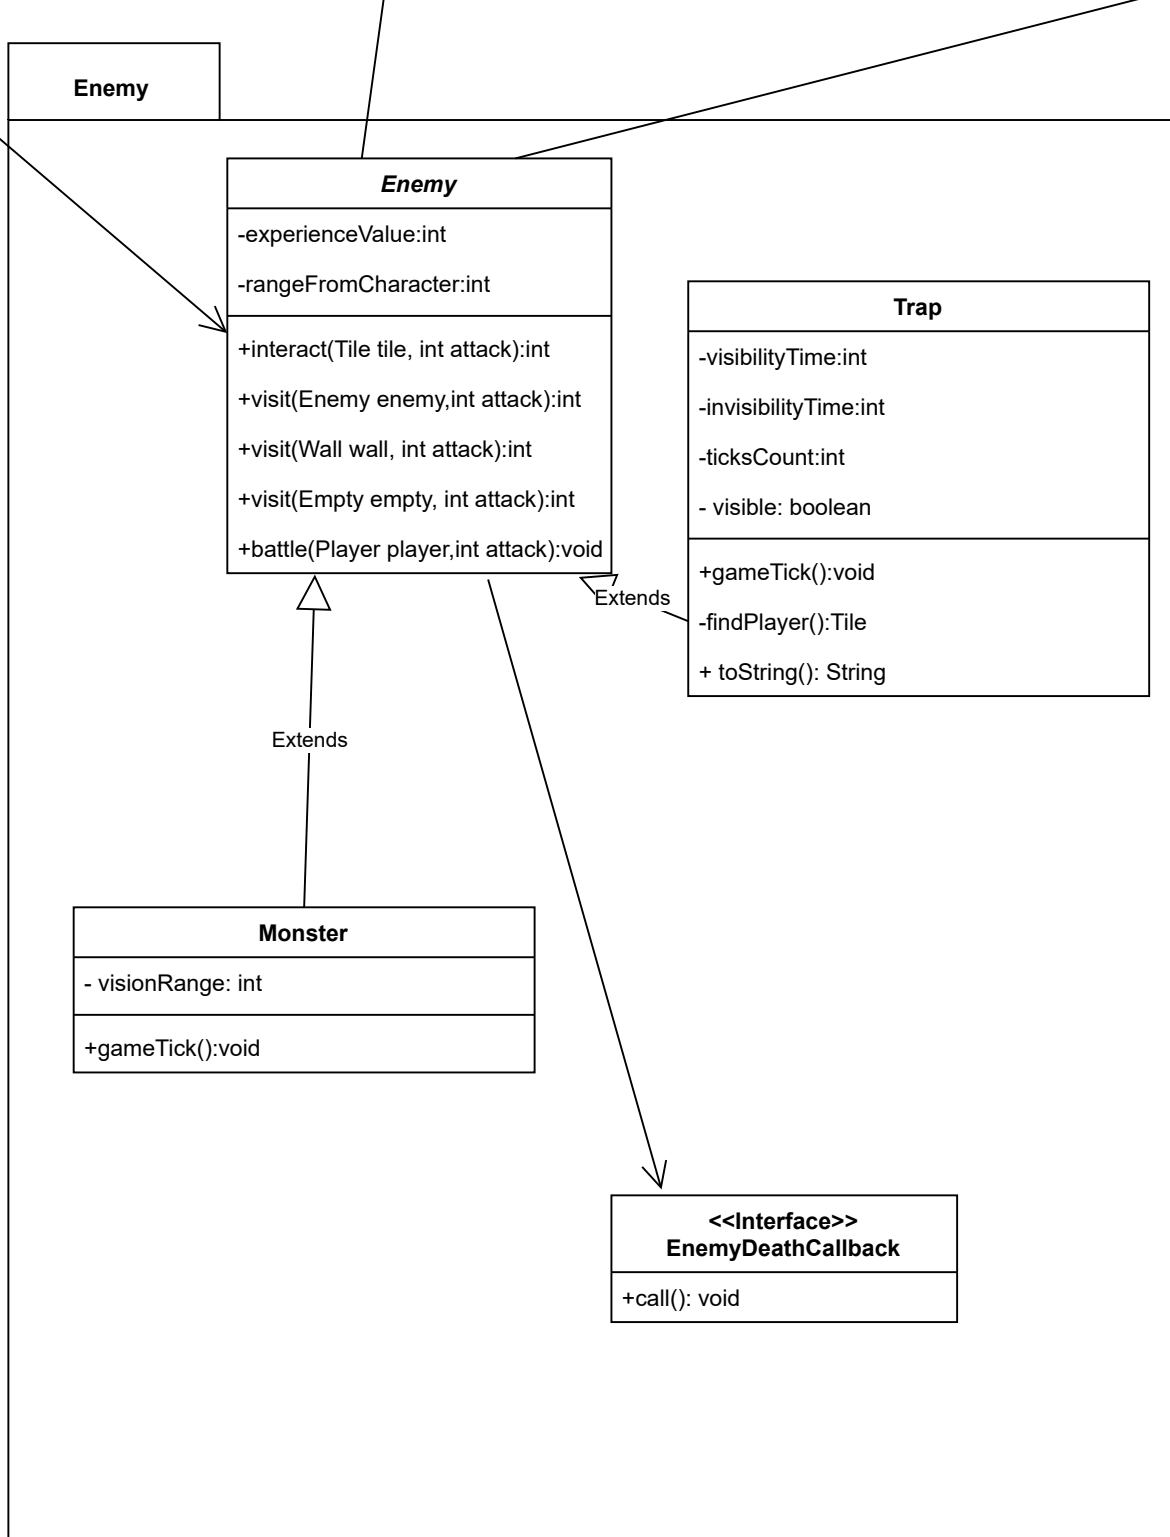 Enemy
Enemy
-experienceValue:int
-rangeFromCharacter:int
+interact(Tile tile, int attack):int
+visit(Enemy enemy,int attack):int
+visit(Wall wall, int attack):int
+visit(Empty empty, int attack):int
+battle(Player player,int attack):void
Trap
-visibilityTime:int
-invisibilityTime:int
-ticksCount:int
- visible: boolean
+gameTick():void
-findPlayer():Tile
+ toString(): String
Extends
Extends
Monster
- visionRange: int
+gameTick():void
<<Interface>>
EnemyDeathCallback
+call(): void